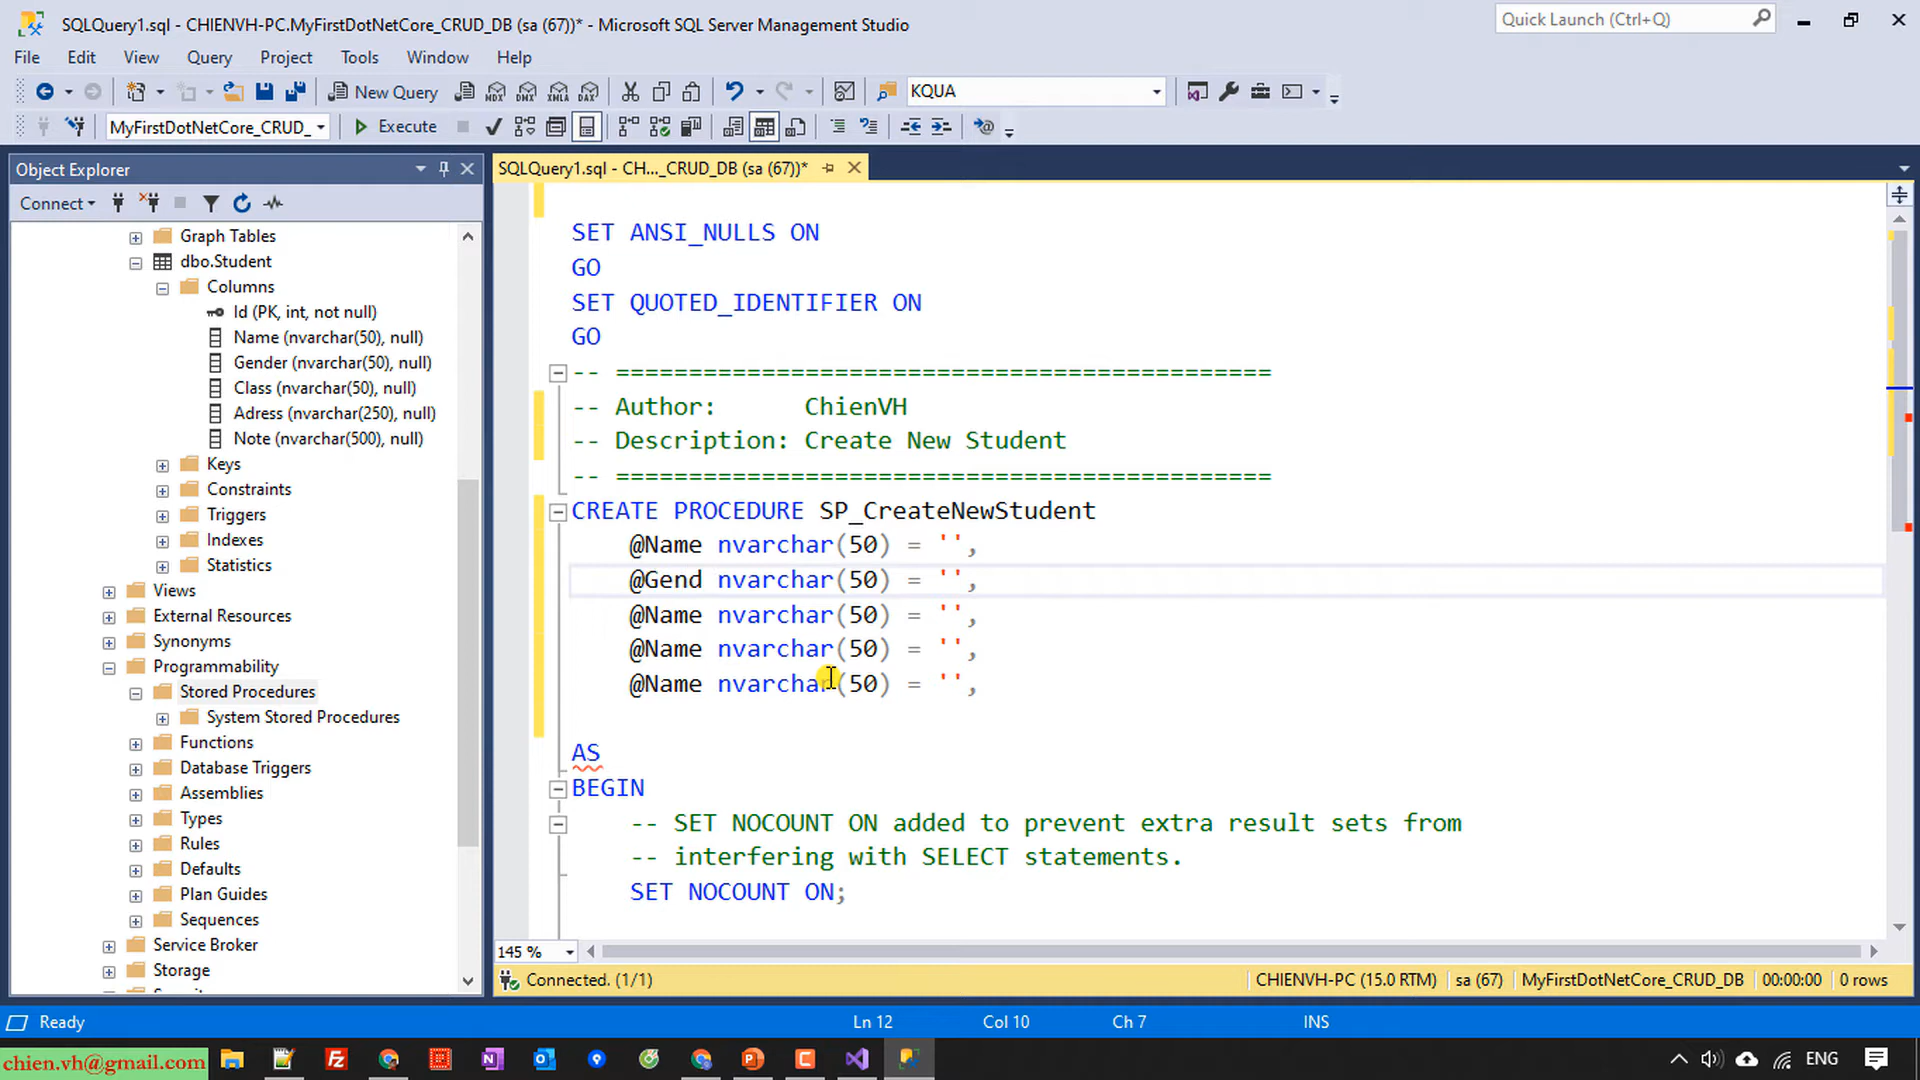 SQLQuery1.sql - CHIENVH-PC.MyFirstDotNetCore_CRUD_DB (sa (67))* - Microsoft SQL Server Management Studio
Quick Launch (Ctrl+Q)
File Edit View Query Project Tools Window Help
New Query
MDX DMX XMLA DAX
KQUA
MyFirstDotNetCore_CRUD_
Execute
Object Explorer
Connect
Graph Tables
dbo.Student
Columns
Id (PK, int, not null)
Name (nvarchar(50), null)
Gender (nvarchar(50), null)
Class (nvarchar(50), null)
Adress (nvarchar(250), null)
Note (nvarchar(500), null)
Keys
Constraints
Triggers
Indexes
Statistics
Views
External Resources
Synonyms
Programmability
Stored Procedures
System Stored Procedures
Functions
Database Triggers
Assemblies
Types
Rules
Defaults
Plan Guides
Sequences
Service Broker
Storage
SQLQuery1.sql - CH..._CRUD_DB (sa (67))*
SET ANSI_NULLS ON
GO
SET QUOTED_IDENTIFIER ON
GO
-- =============================================
-- Author: ChienVH
-- Description: Create New Student
-- =============================================
CREATE PROCEDURE SP_CreateNewStudent
@Name nvarchar(50) = '',
@Gend nvarchar(50) = '',
@Name nvarchar(50) = '',
@Name nvarchar(50) = '',
@Name nvarchar(50) = '',
AS
BEGIN
-- SET NOCOUNT ON added to prevent extra result sets from
-- interfering with SELECT statements.
SET NOCOUNT ON;
145 %
Connected. (1/1)
CHIENVH-PC (15.0 RTM) sa (67) MyFirstDotNetCore_CRUD_DB 00:00:00 0 rows
Ready
Ln 12 Col 10 Ch 7 INS
chien.vh@gmail.com
ENG